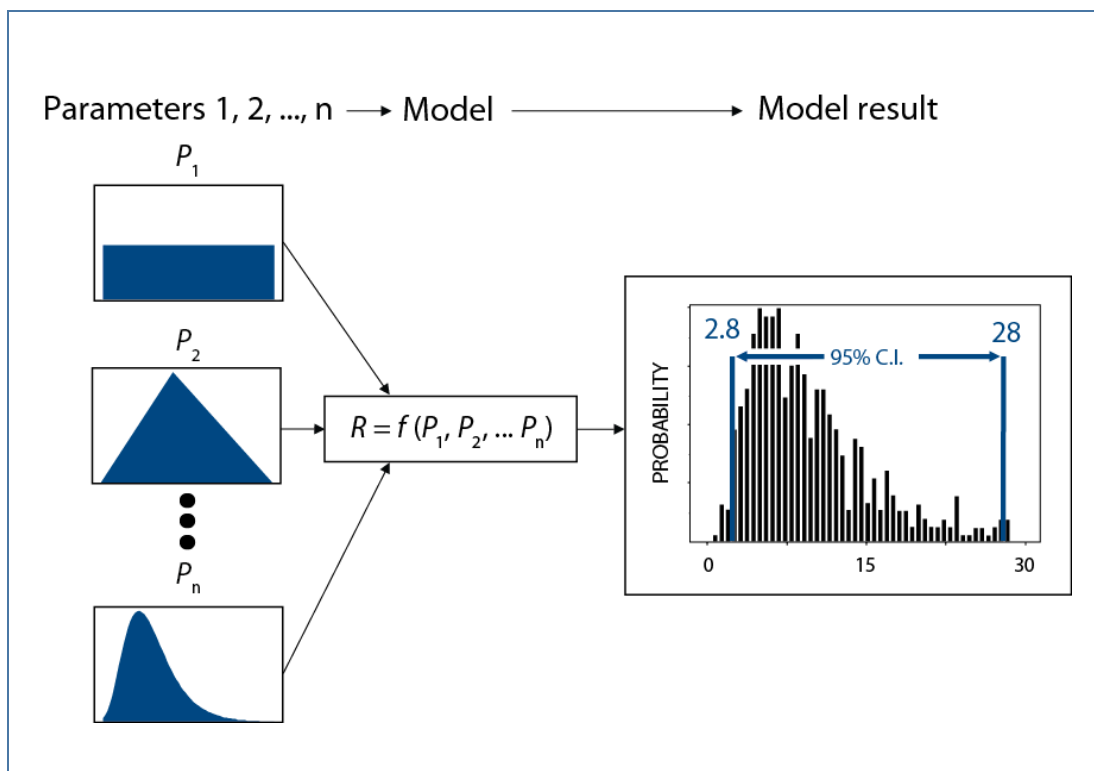 Parameters 1, 2, ..., n → Model → Model result
P1
P2
Pn
R = f (P1, P2, ... Pn)
2.8
28
95% C.I.
PROBABILITY
0 15 30